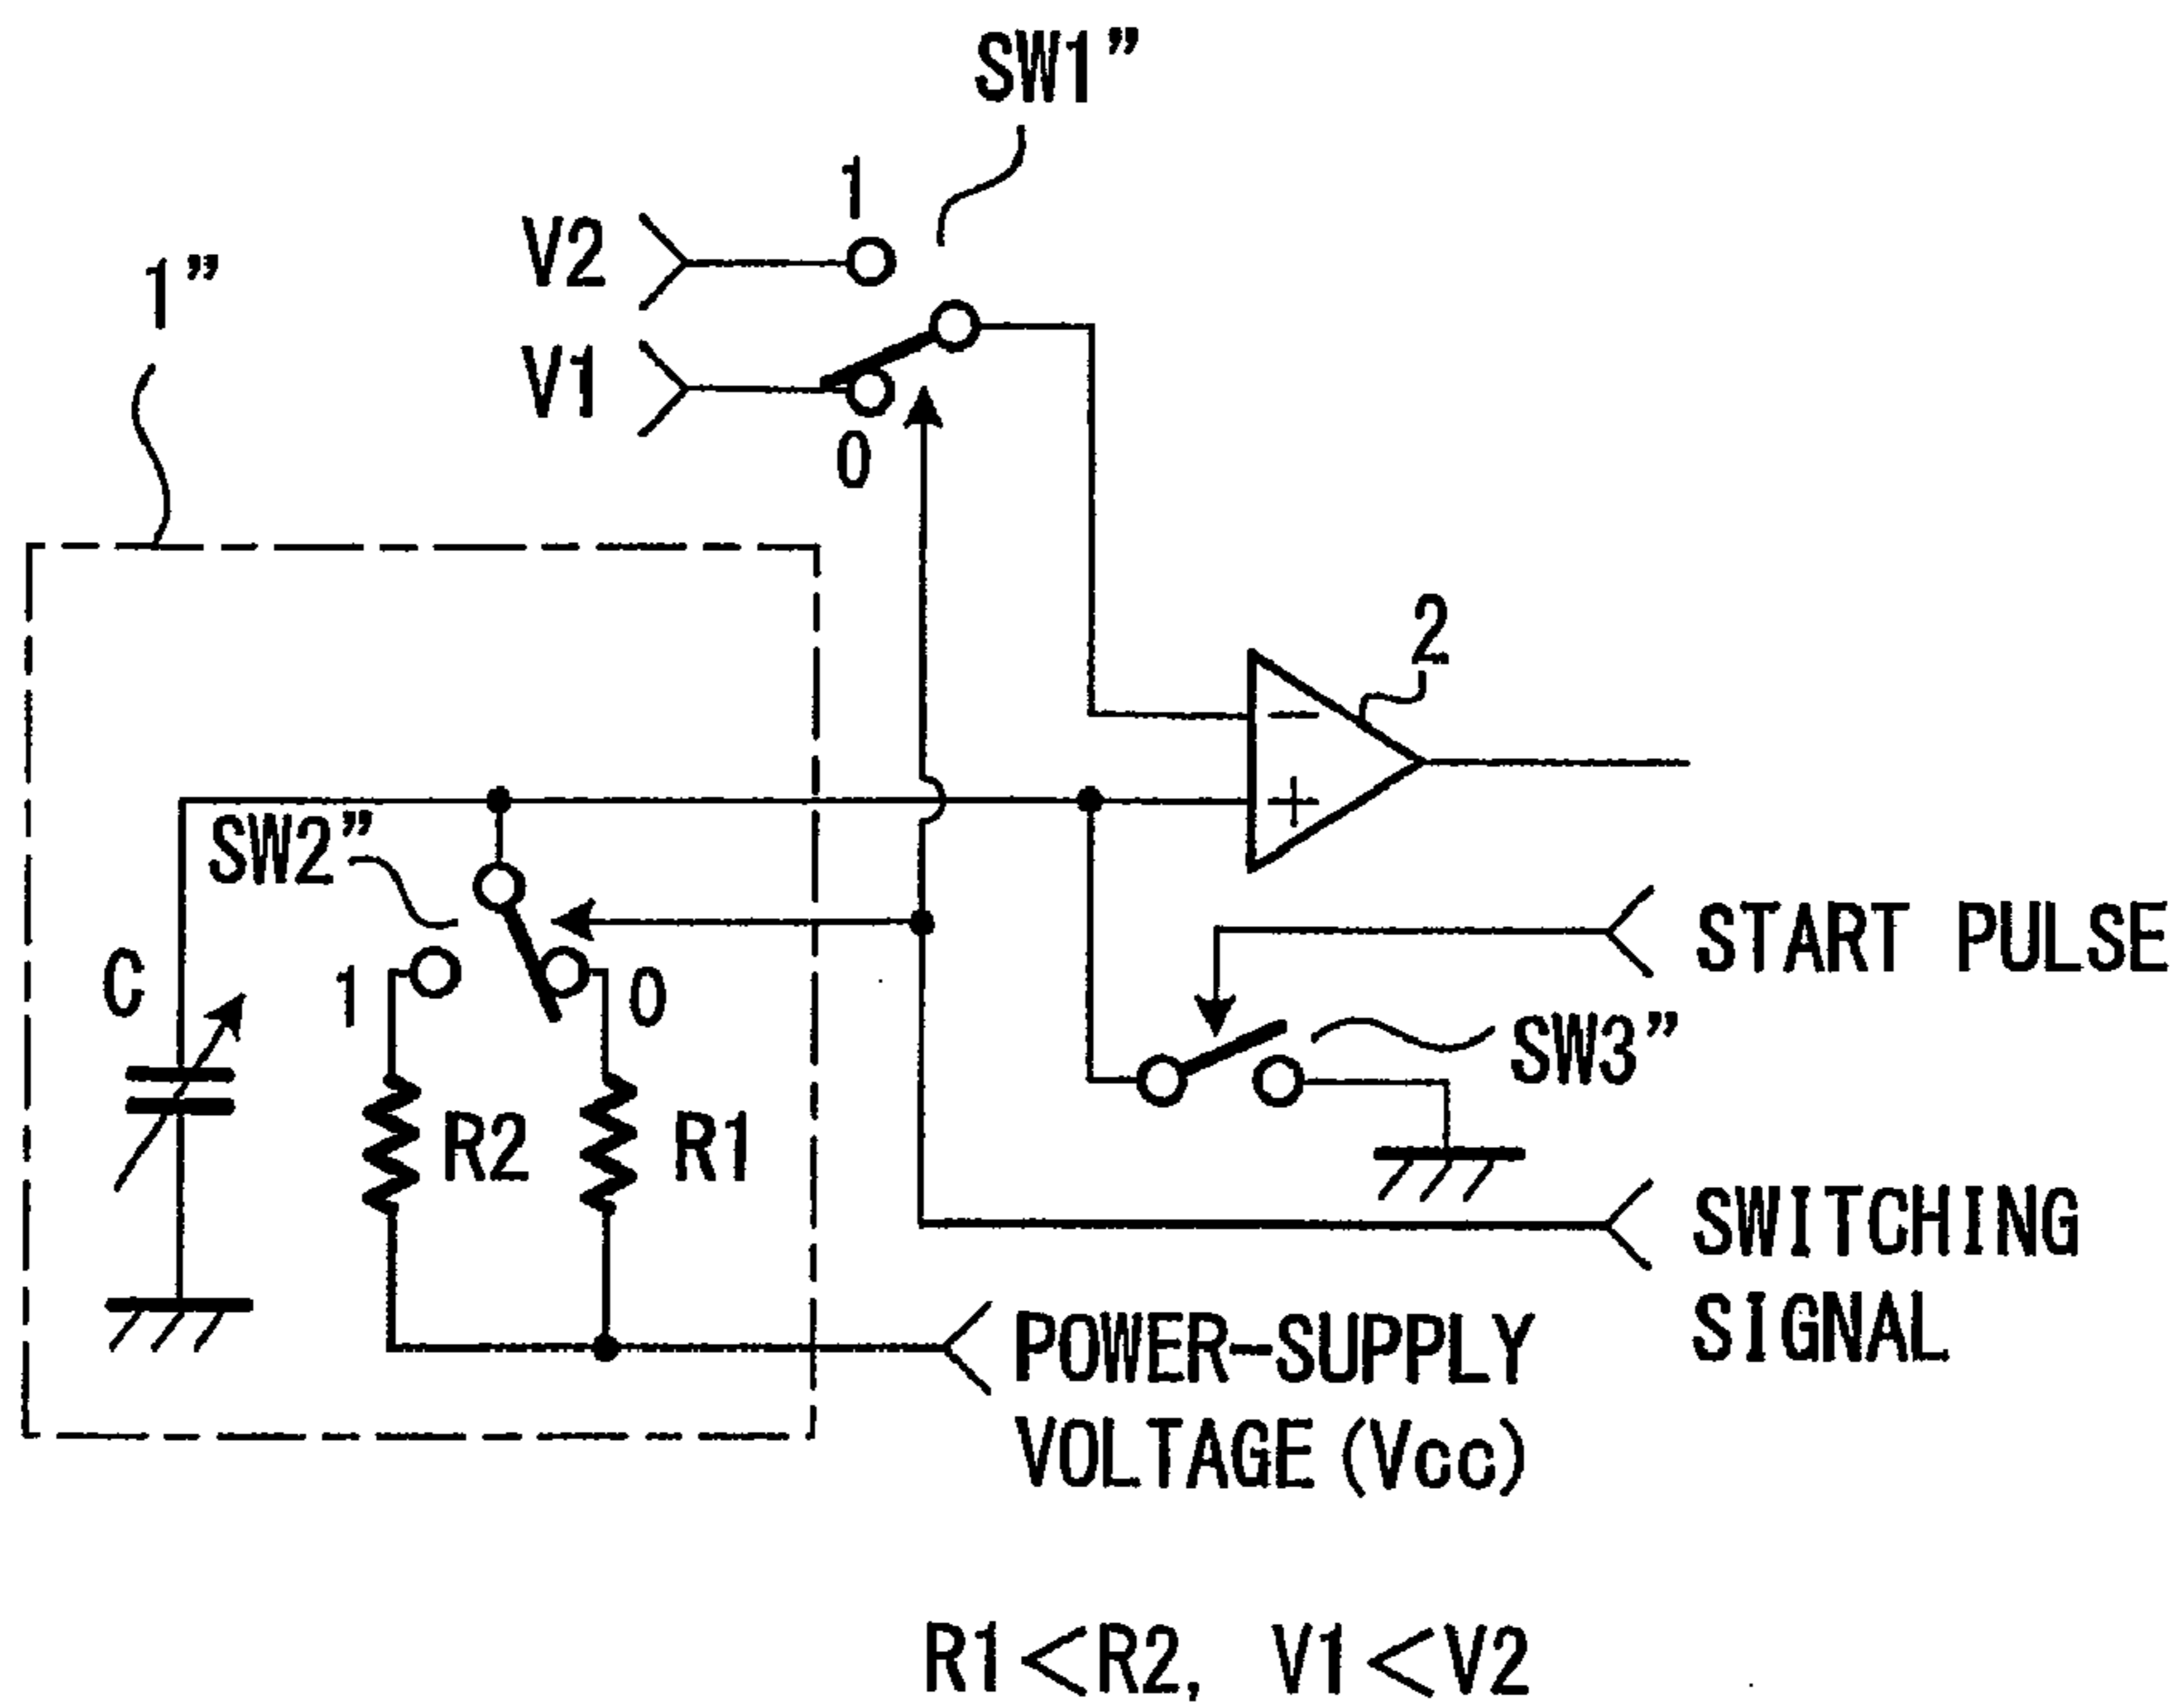 SW1”
1
V2
1”
V1
0
2
SW2”
START PULSE
C
1
0
SW3”
R2
R1
SWITCHING
SIGNAL
POWER-SUPPLY
VOLTAGE (Vcc)
R1<R2, V1<V2